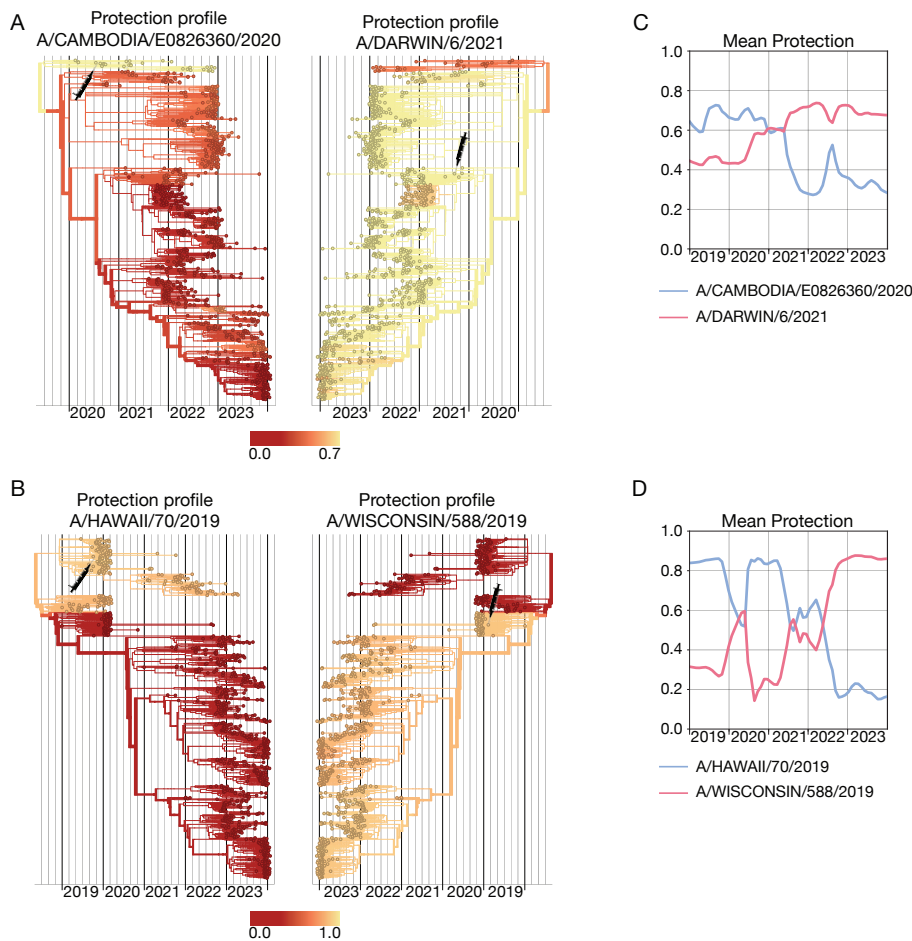 A
Protection profile
A/CAMBODIA/E0826360/2020
Protection profile
A/DARWIN/6/2021
2020 2021 2022 2023
2023 2022 2021 2020
0.0 0.7
B
Protection profile
A/HAWAII/70/2019
Protection profile
A/WISCONSIN/588/2019
2019 2020 2021 2022 2023
2023 2022 2021 2020 2019
0.0 1.0
C
Mean Protection
1.0
0.8
0.6
0.4
0.2
0.0
2019 2020 2021 2022 2023
A/CAMBODIA/E0826360/2020
A/DARWIN/6/2021
D
Mean Protection
1.0
0.8
0.6
0.4
0.2
0.0
2019 2020 2021 2022 2023
A/HAWAII/70/2019
A/WISCONSIN/588/2019